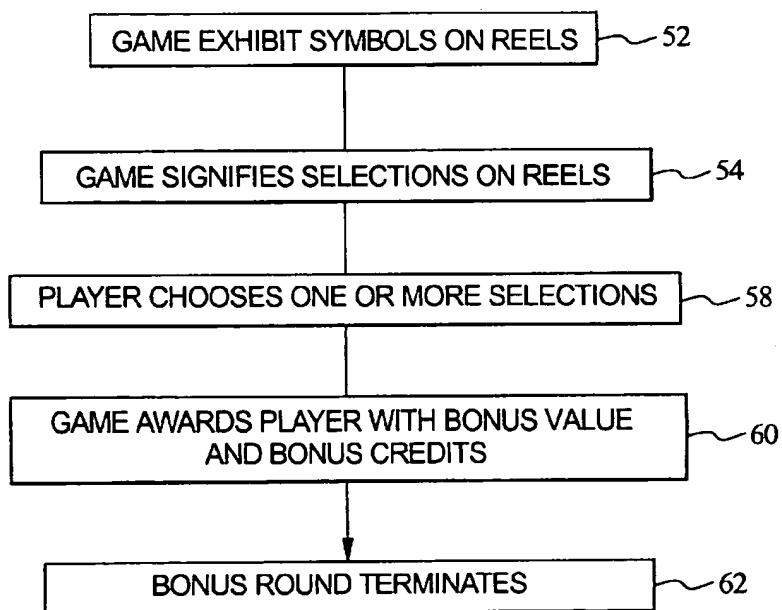 GAME EXHIBIT SYMBOLS ON REELS 52
GAME SIGNIFIES SELECTIONS ON REELS 54
PLAYER CHOOSES ONE OR MORE SELECTIONS 58
GAME AWARDS PLAYER WITH BONUS VALUE
AND BONUS CREDITS 60
BONUS ROUND TERMINATES 62